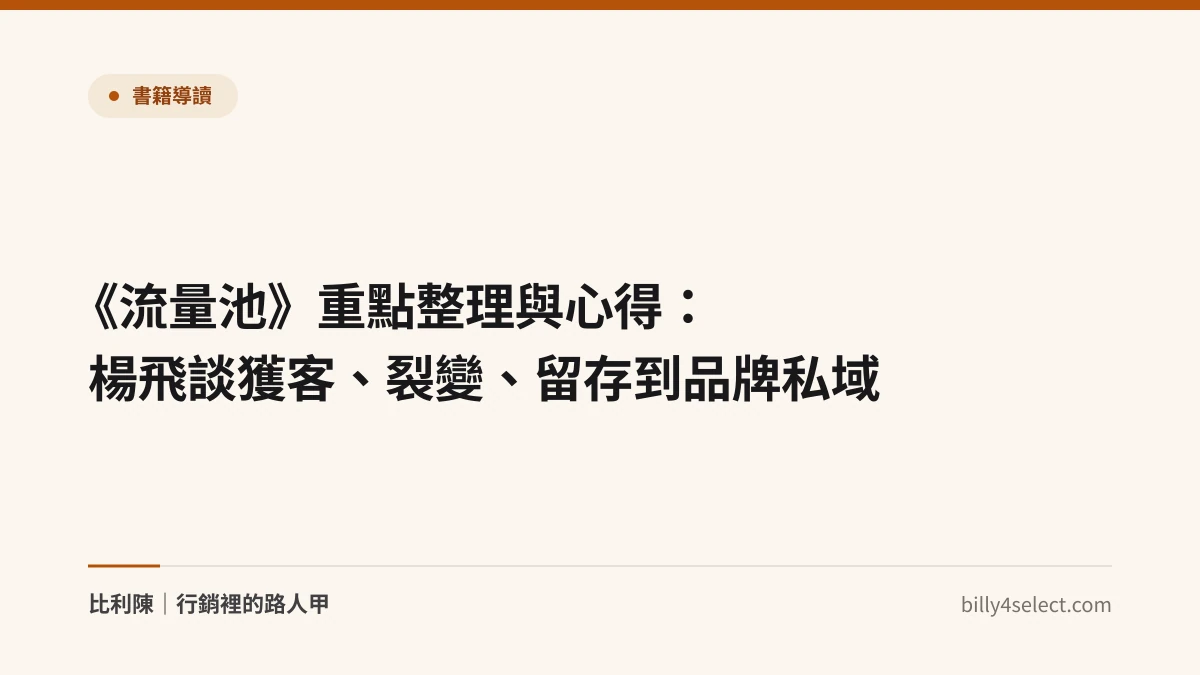 書籍導讀
《流量池》重點整理與心得：
楊飛談獲客、裂變、留存到品牌私域
比利陳｜行銷裡的路人甲
billy4select.com